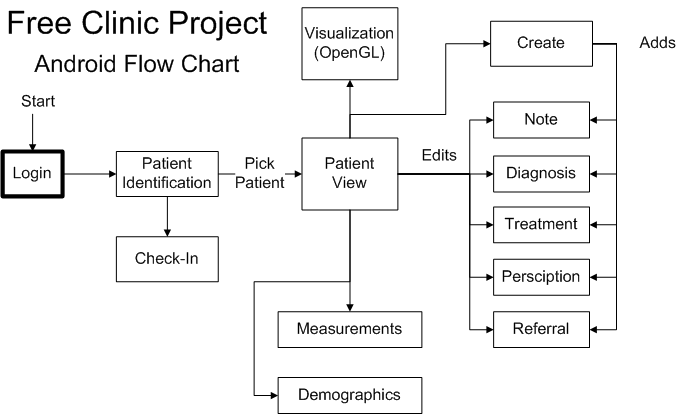 Free Clinic Project
Android Flow Chart
Start
Login
Patient
Identification
Check-In
Pick
Patient
Patient
View
Visualization
(OpenGL)
Create
Adds
Edits
Note
Diagnosis
Treatment
Persciption
Referral
Measurements
Demographics